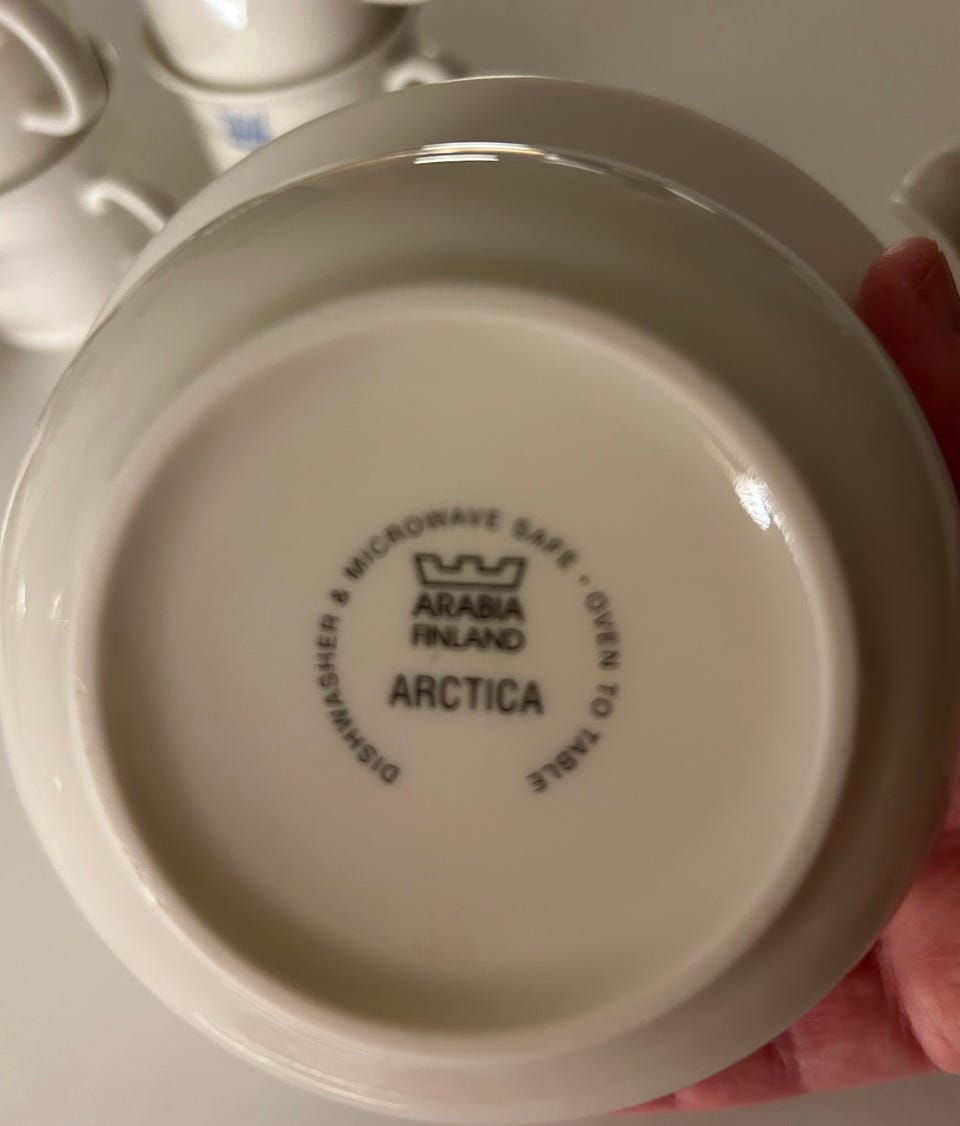 DISHWASHER & MICROWAVE SAFE · OVEN TO TABLE
ARABIA
FINLAND
ARCTICA